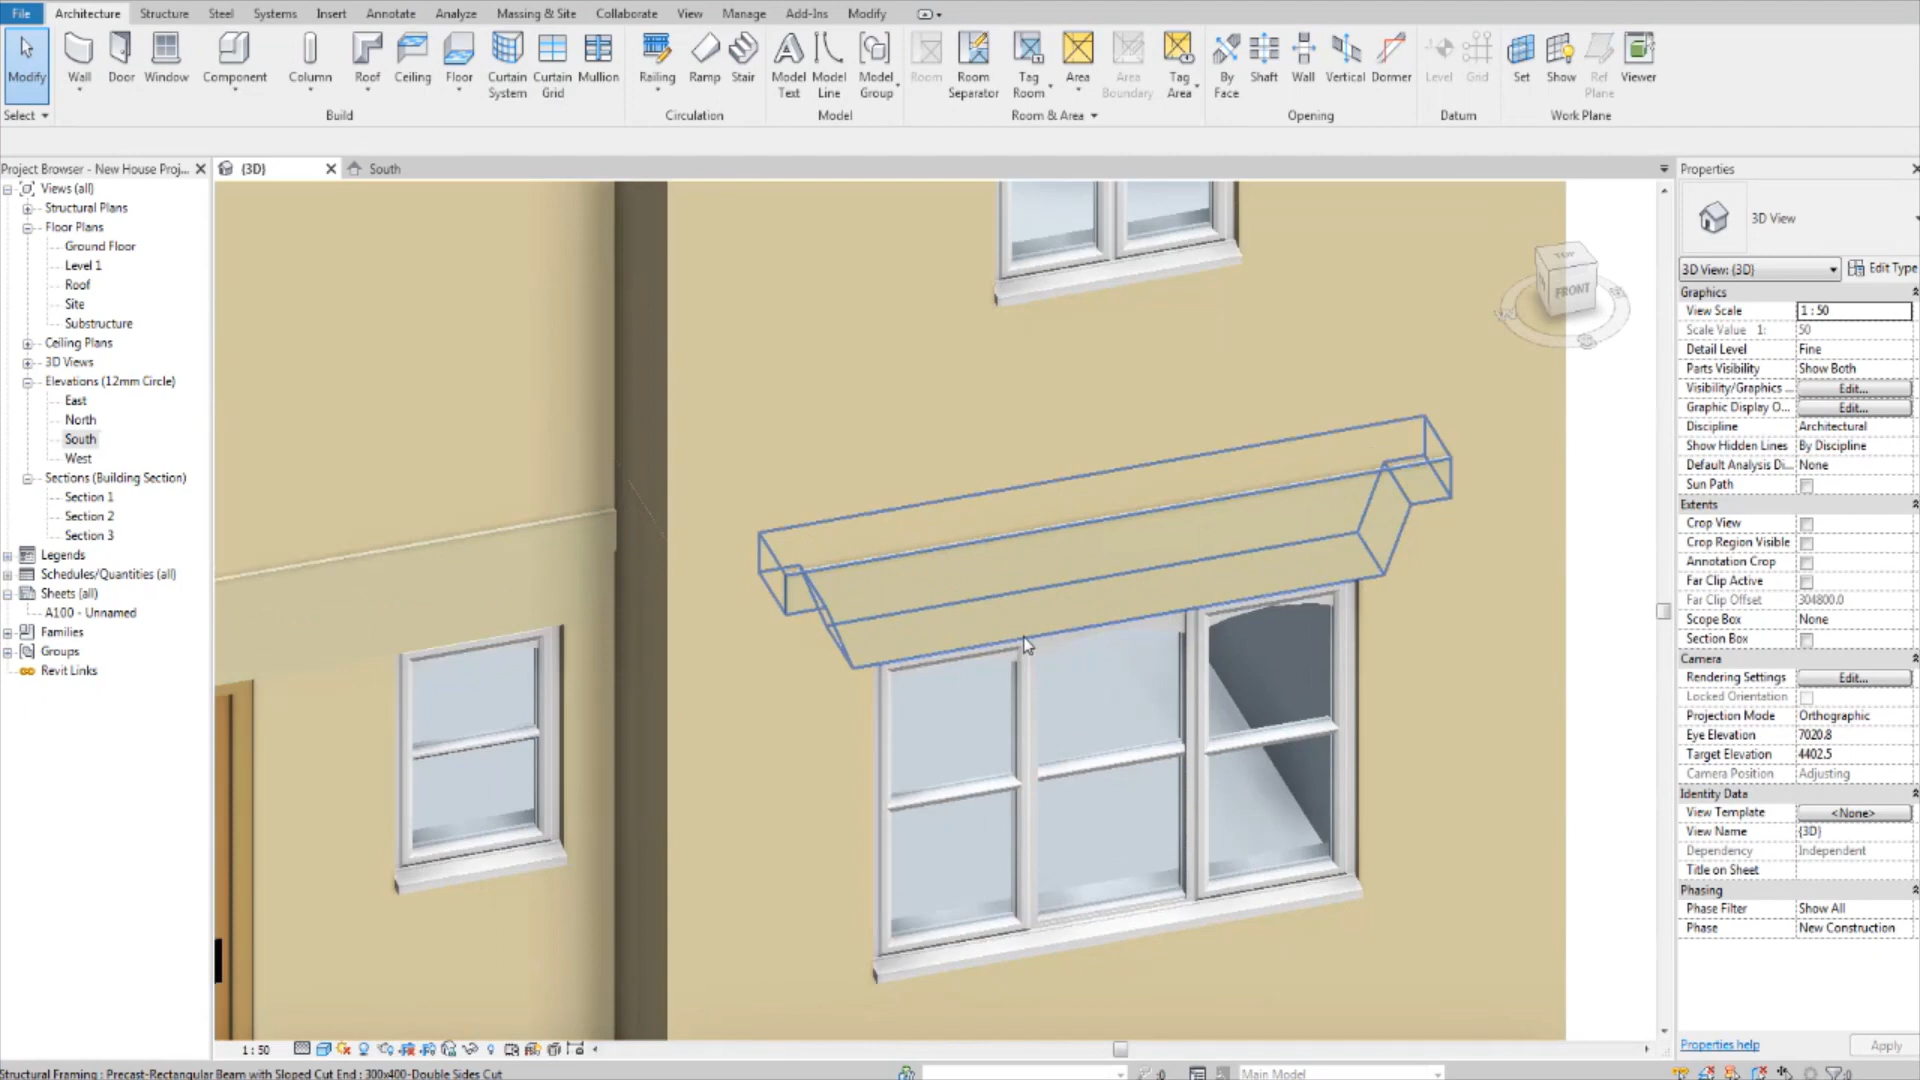 File Architecture Structure Steel Systems Insert Annotate Analyze Massing & Site Collaborate View Manage Add-Ins Modify
Modify Wall Door Window Component Column Roof Ceiling Floor Curtain System Curtain Grid Mullion Railing Ramp Stair Model Text Model Line Model Group Room Room Separator Tag Room Area Area Boundary Tag Area By Face Shaft Wall Vertical Dormer Level Grid Set Show Ref Plane Viewer
Select Build Circulation Model Room & Area Opening Datum Work Plane
Project Browser - New House Proj...
{3D}
South
Properties
Views (all)
Structural Plans
Floor Plans
Ground Floor
Level 1
Roof
Site
Substructure
Ceiling Plans
3D Views
Elevations (12mm Circle)
East
North
South
West
Sections (Building Section)
Section 1
Section 2
Section 3
Legends
Schedules/Quantities (all)
Sheets (all)
A100 - Unnamed
Families
Groups
Revit Links
TOP
FRONT
3D View
3D View: {3D} Edit Type
Graphics
View Scale 1 : 50
Scale Value 1: 50
Detail Level Fine
Parts Visibility Show Both
Visibility/Graphics ... Edit...
Graphic Display O... Edit...
Discipline Architectural
Show Hidden Lines By Discipline
Default Analysis Di... None
Sun Path
Extents
Crop View
Crop Region Visible
Annotation Crop
Far Clip Active
Far Clip Offset 304800.0
Scope Box None
Section Box
Camera
Rendering Settings Edit...
Locked Orientation
Projection Mode Orthographic
Eye Elevation 7020.8
Target Elevation 4402.5
Camera Position Adjusting
Identity Data
View Template <None>
View Name {3D}
Dependency Independent
Title on Sheet
Phasing
Phase Filter Show All
Phase New Construction
Properties help Apply
1 : 50
Structural Framing : Precast-Rectangular Beam with Sloped Cut End : 300x400-Double Sides Cut
:0 Main Model :0